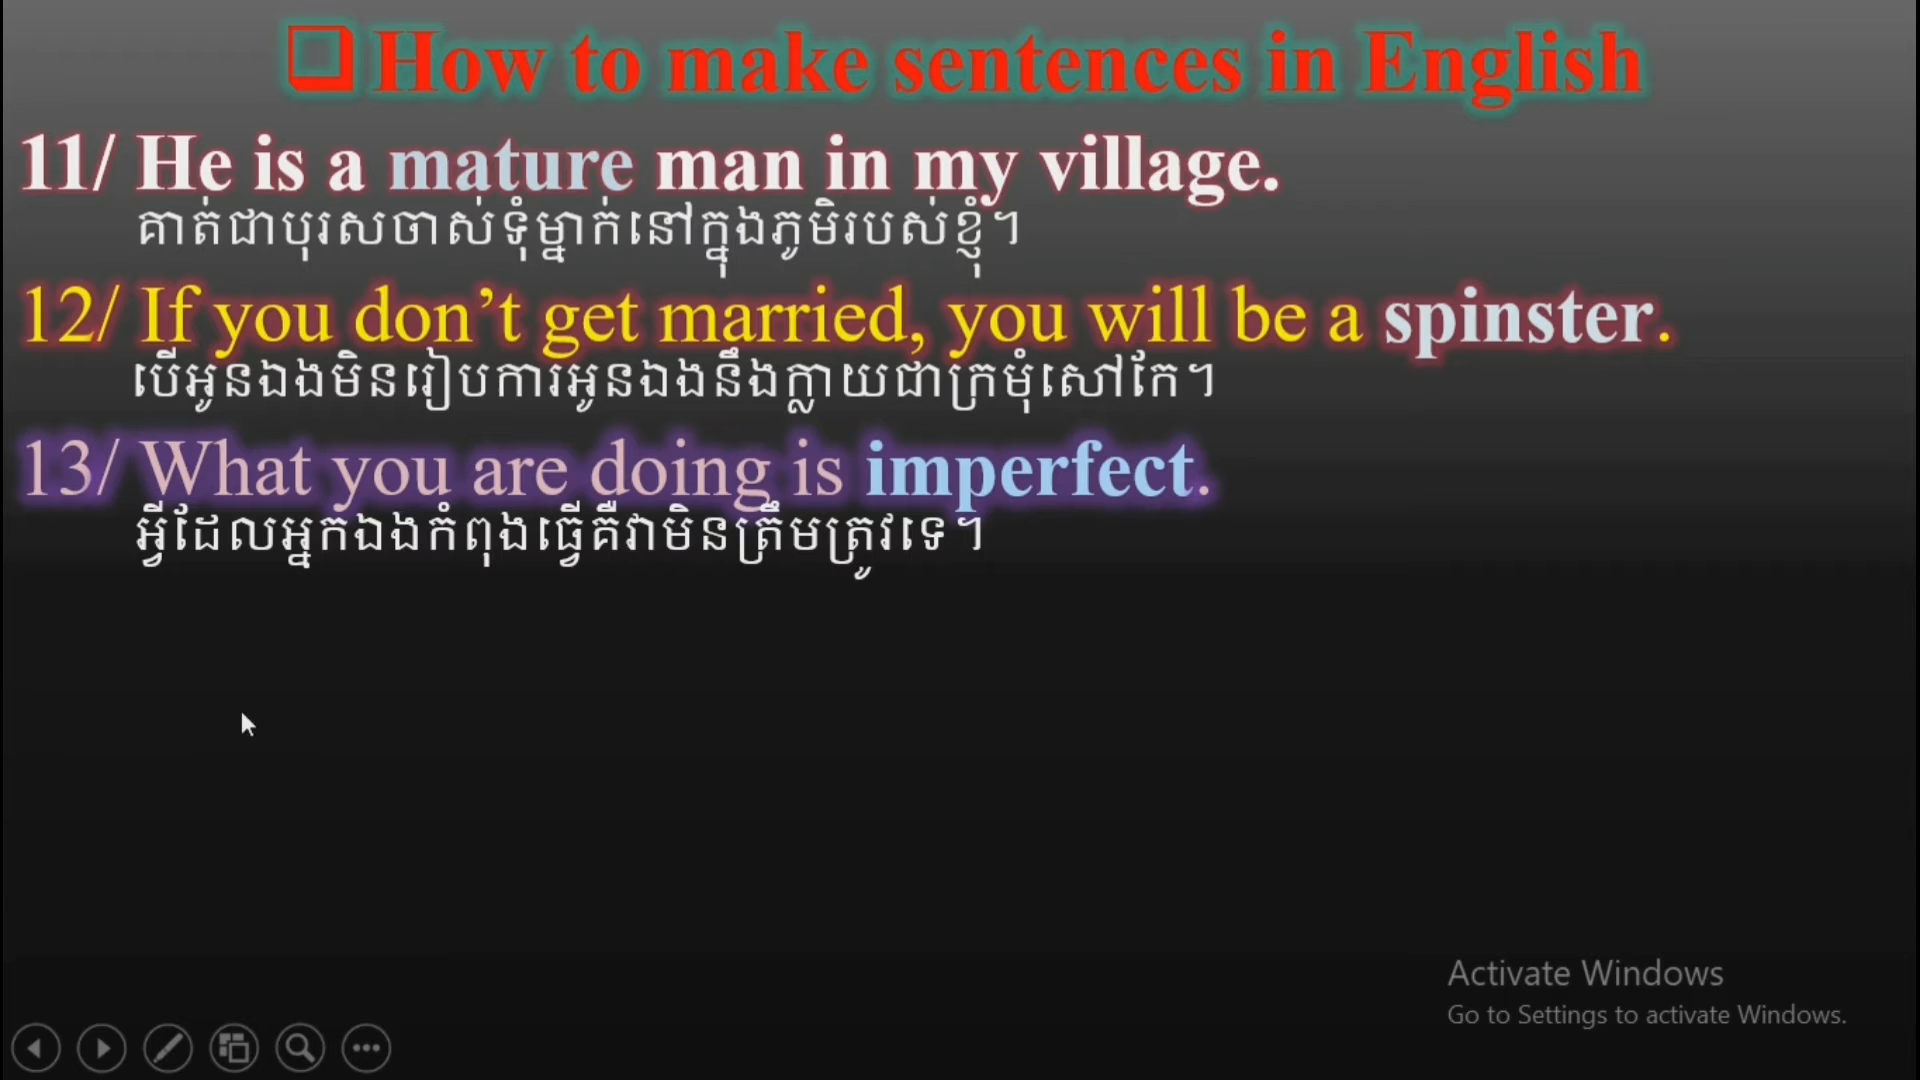 How to make sentences in English
11/ He is a mature man in my village.
គាត់ជាបុរសចាស់ទុំម្នាក់នៅក្នុងភូមិរបស់ខ្ញុំ។
12/ If you don’t get married, you will be a spinster.
បើអូនឯងមិនរៀបការអូនឯងនឹងក្លាយជាក្រមុំសៅកែ។
13/ What you are doing is imperfect.
អ្វីដែលអ្នកឯងកំពុងធ្វើគឺវាមិនត្រឹមត្រូវទេ។
Activate Windows
Go to Settings to activate Windows.